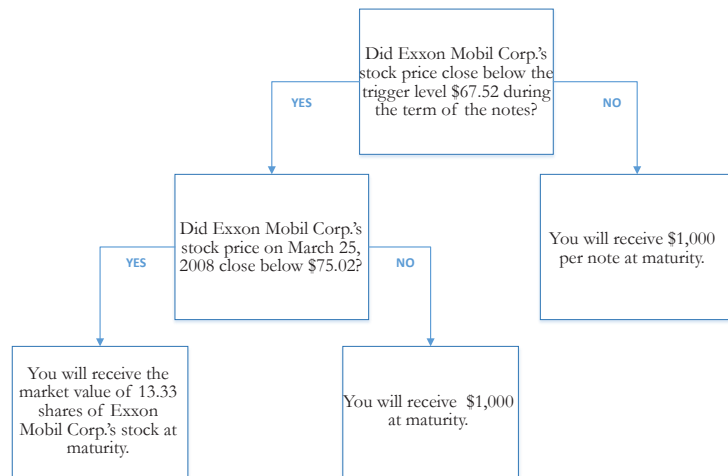 Did Exxon Mobil Corp.'s
stock price close below the
trigger level $67.52 during
the term of the notes?
YES
NO
Did Exxon Mobil Corp.'s
stock price on March 25,
2008 close below $75.02?
You will receive $1,000
per note at maturity.
YES
NO
You will receive the
market value of 13.33
shares of Exxon
Mobil Corp.'s stock at
maturity.
You will receive $1,000
at maturity.